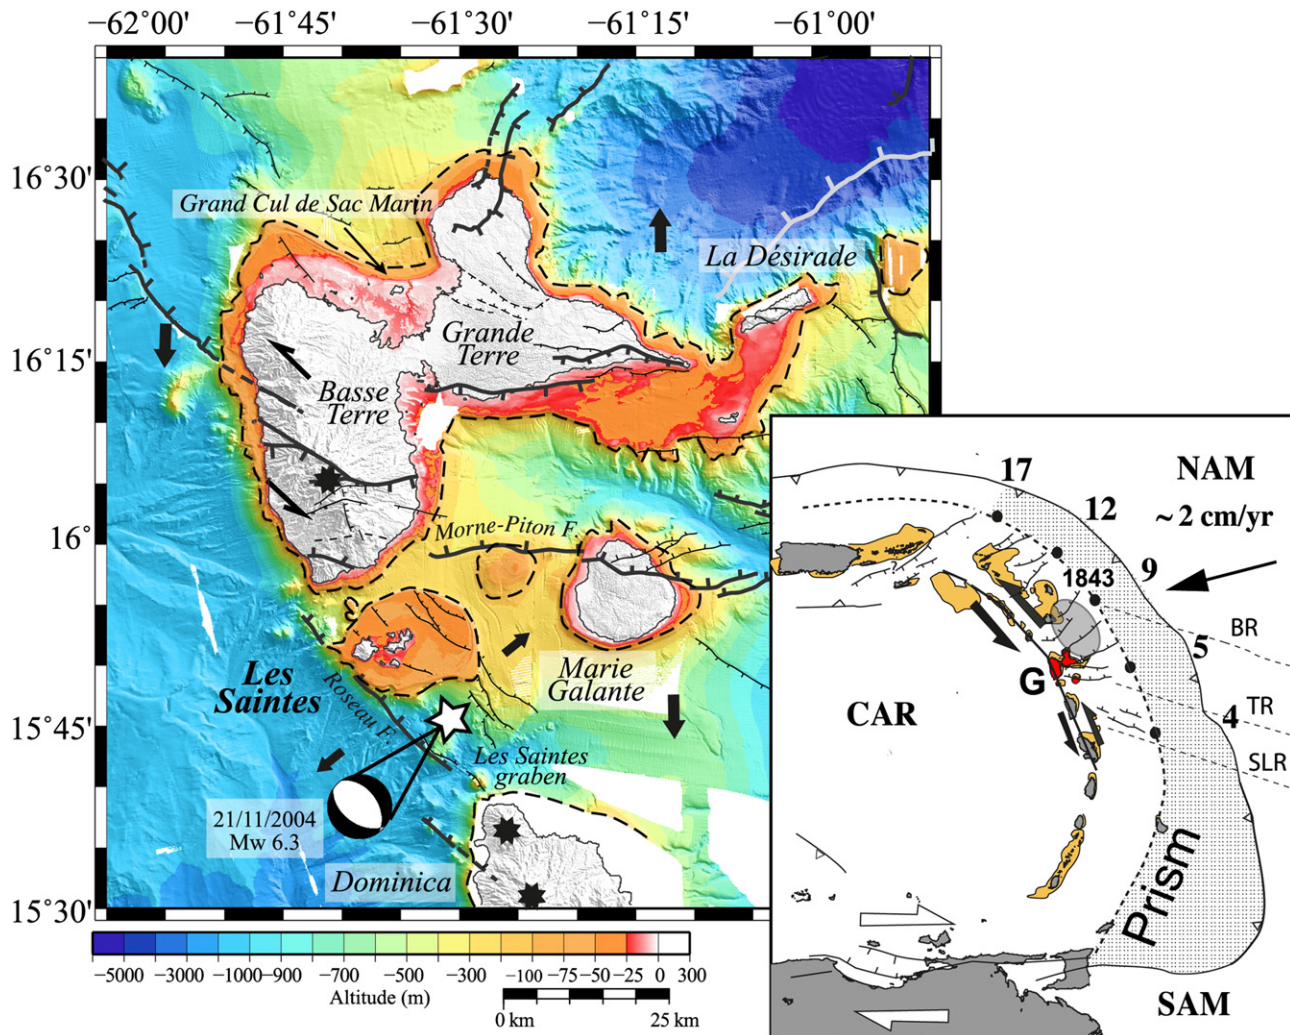 −62°00' −61°45' −61°30' −61°15' −61°00'
16°30'
16°15'
16°
15°45'
15°30'
Grand Cul de Sac Marin
La Désirade
Grande
Terre
Basse
Terre
Morne-Piton F.
Marie
Galante
Les
Saintes
Roseau F.
Les Saintes
graben
21/11/2004
Mw 6.3
Dominica
−5000 −3000 −1000 −900 −700 −500 −300 −100 −75 −50 −25 0 300
Altitude (m)
0 km 25 km
17
NAM
12
~ 2 cm/yr
9
1843
BR
5
G
CAR
4
TR
SLR
Prism
SAM